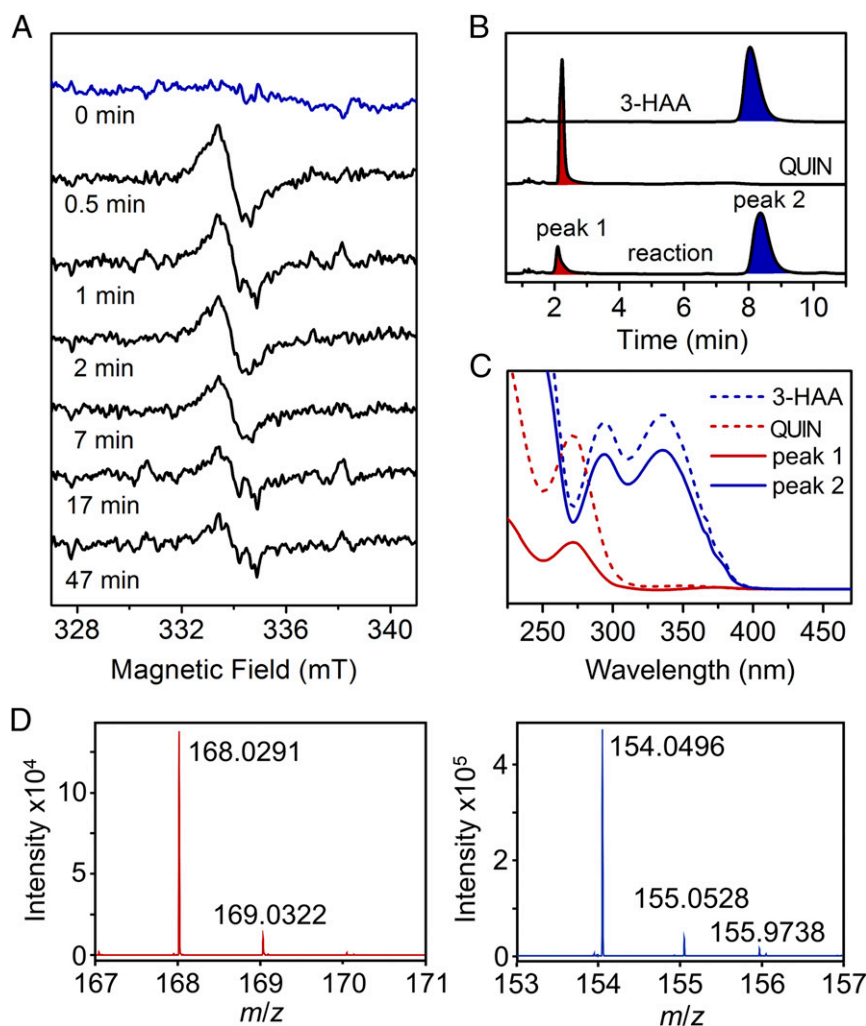 A
0 min
0.5 min
1 min
2 min
7 min
17 min
47 min
328 332 336 340
Magnetic Field (mT)
B
3-HAA
QUIN
peak 2
peak 1
reaction
2 4 6 8 10
Time (min)
C
3-HAA
QUIN
peak 1
peak 2
250 300 350 400 450
Wavelength (nm)
D
Intensity x10⁴
10
5
0
168.0291
169.0322
167 168 169 170 171
m/z
Intensity x10⁵
4
2
0
154.0496
155.0528
155.9738
153 154 155 156 157
m/z